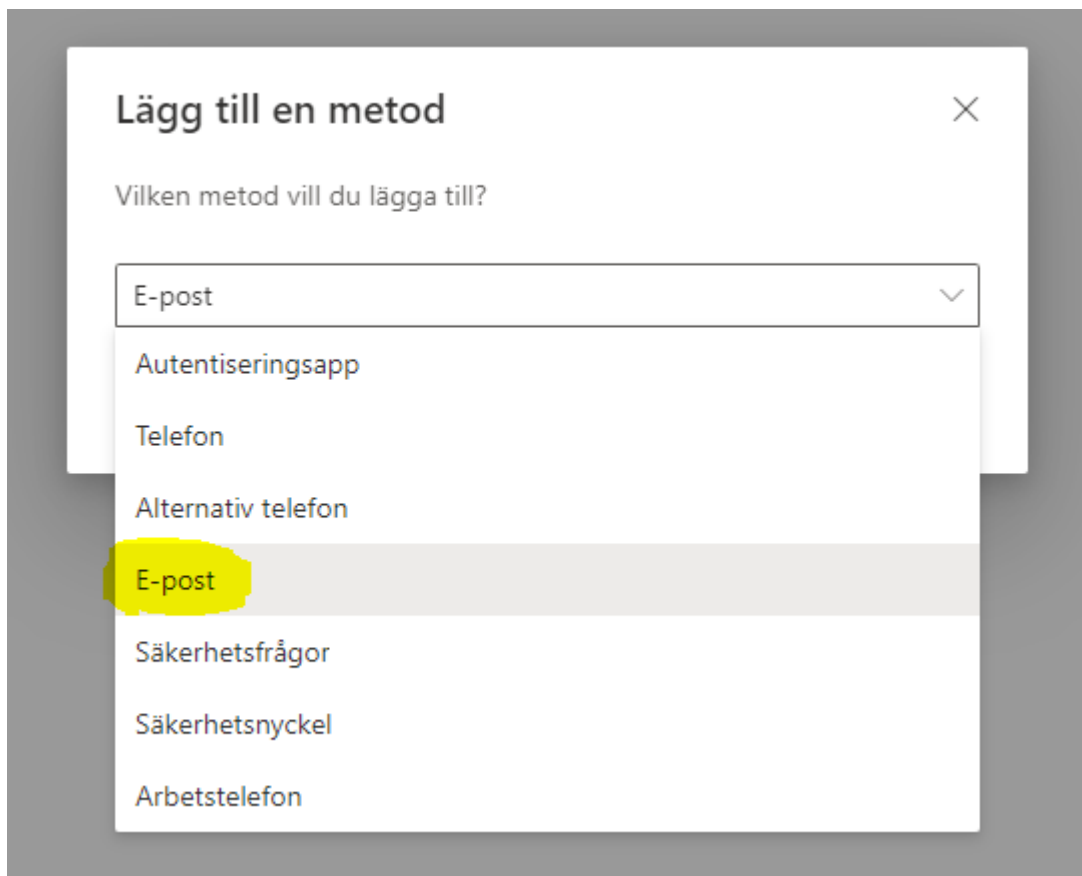 Lägg till en metod
Vilken metod vill du lägga till?
E-post
Autentiseringsapp
Telefon
Alternativ telefon
E-post
Säkerhetsfrågor
Säkerhetsnyckel
Arbetstelefon